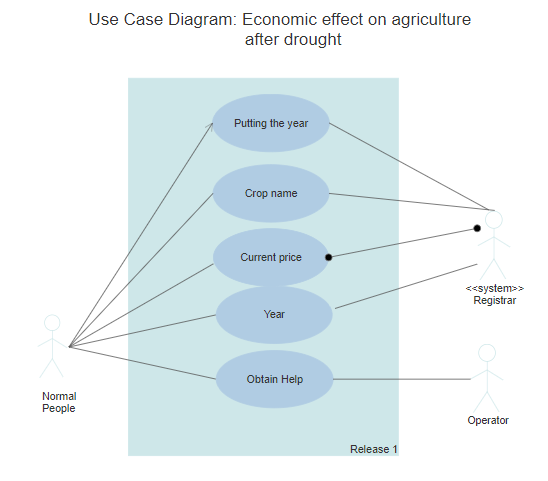 Use Case Diagram: Economic effect on agriculture
after drought
Putting the year
Crop name
Current price
Year
Obtain Help
<<system>>
Registrar
Normal
People
Operator
Release 1